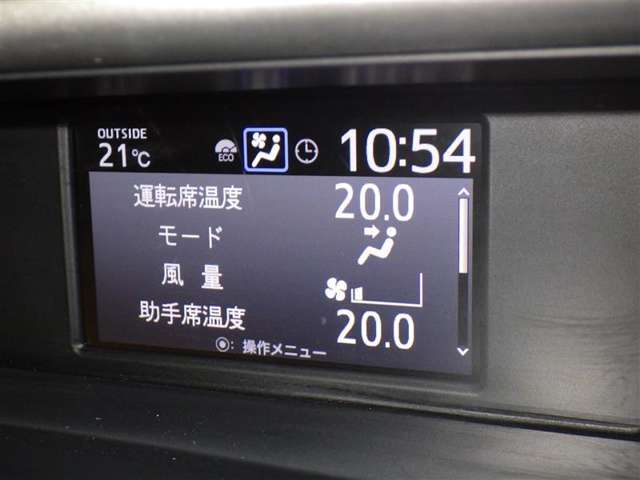 OUTSIDE
21℃
ECO
10:54
運転席温度 20.0
モード
風量
助手席温度 20.0
◉: 操作メニュー